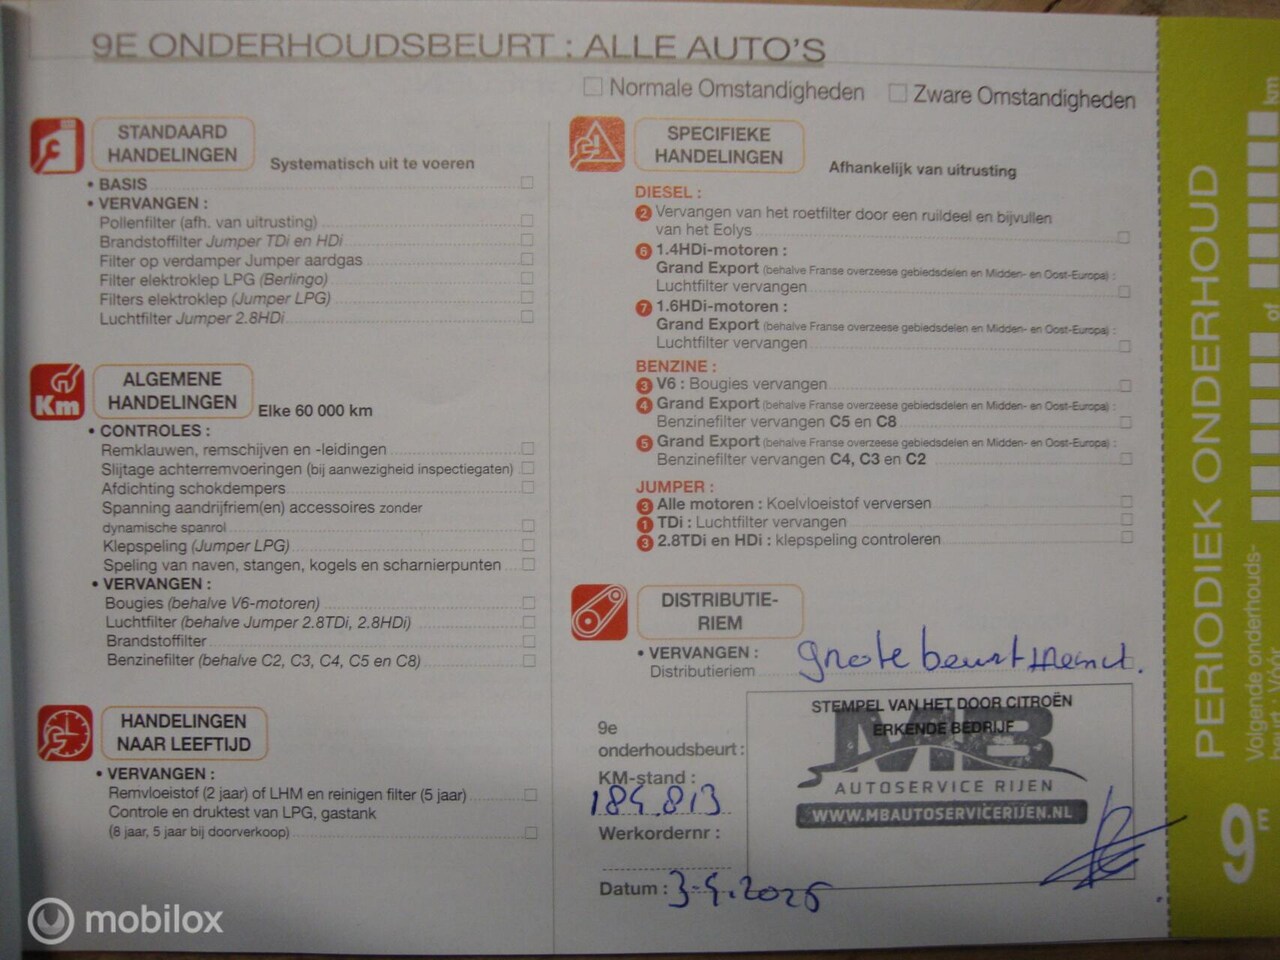 9E ONDERHOUDSBEURT : ALLE AUTO'S
Normale Omstandigheden
Zware Omstandigheden
STANDAARD
HANDELINGEN
Systematisch uit te voeren
• BASIS
• VERVANGEN :
Pollenfilter (afh. van uitrusting)
Brandstoffilter Jumper TDi en HDi
Filter op verdamper Jumper aardgas
Filter elektroklep LPG (Berlingo)
Filters elektroklep (Jumper LPG)
Luchtfilter Jumper 2.8HDi
Km
ALGEMENE
HANDELINGEN
Elke 60 000 km
• CONTROLES :
Remklauwen, remschijven en -leidingen
Slijtage achterremvoeringen (bij aanwezigheid inspectiegaten)
Afdichting schokdempers
Spanning aandrijfriem(en) accessoires zonder
dynamische spanrol
Klepspeling (Jumper LPG)
Speling van naven, stangen, kogels en scharnierpunten
• VERVANGEN :
Bougies (behalve V6-motoren)
Luchtfilter (behalve Jumper 2.8TDi, 2.8HDi)
Brandstoffilter
Benzinefilter (behalve C2, C3, C4, C5 en C8)
HANDELINGEN
NAAR LEEFTIJD
• VERVANGEN :
Remvloeistof (2 jaar) of LHM en reinigen filter (5 jaar)
Controle en druktest van LPG, gastank
(8 jaar, 5 jaar bij doorverkoop)
SPECIFIEKE
HANDELINGEN
Afhankelijk van uitrusting
DIESEL :
2 Vervangen van het roetfilter door een ruildeel en bijvullen
van het Eolys
6 1.4HDi-motoren :
Grand Export (behalve Franse overzeese gebiedsdelen en Midden- en Oost-Europa) :
Luchtfilter vervangen
7 1.6HDi-motoren :
Grand Export (behalve Franse overzeese gebiedsdelen en Midden- en Oost-Europa) :
Luchtfilter vervangen
BENZINE :
3 V6 : Bougies vervangen
4 Grand Export (behalve Franse overzeese gebiedsdelen en Midden- en Oost-Europa) :
Benzinefilter vervangen C5 en C8
5 Grand Export (behalve Franse overzeese gebiedsdelen en Midden- en Oost-Europa) :
Benzinefilter vervangen C4, C3 en C2
JUMPER :
3 Alle motoren : Koelvloeistof verversen
1 TDi : Luchtfilter vervangen
3 2.8TDi en HDi : klepspeling controleren
DISTRIBUTIE-
RIEM
• VERVANGEN :
Distributieriem
grote beurt
STEMPEL VAN HET DOOR CITROËN
ERKENDE BEDRIJF
MB
AUTOSERVICE RIJEN
WWW.MBAUTOSERVICERIJEN.NL
9e
onderhoudsbeurt :
KM-stand :
184.813
Werkordernr :
Datum :
PERIODIEK ONDERHOUD
9E
Volgende onderhouds-
of
km
mobilox